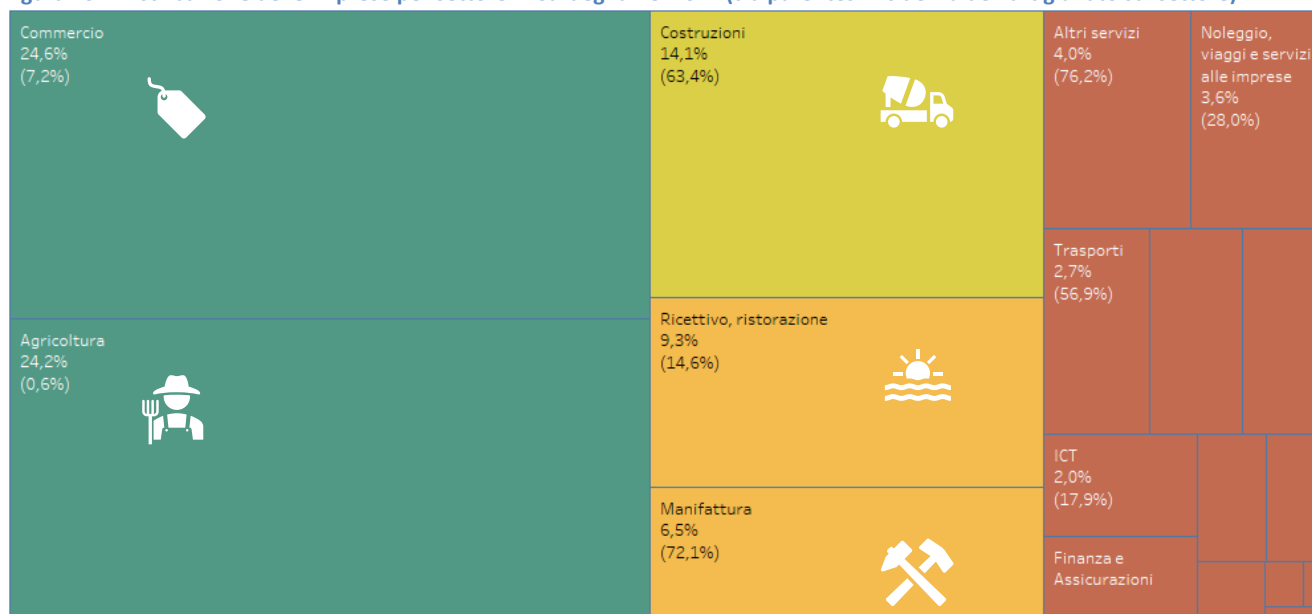 Commercio
24,6%
(7,2%)
Agricoltura
24,2%
(0,6%)
Costruzioni
14,1%
(63,4%)
Ricettivo, ristorazione
9,3%
(14,6%)
Manifattura
6,5%
(72,1%)
Altri servizi
4,0%
(76,2%)
Noleggio,
viaggi e servizi
alle imprese
3,6%
(28,0%)
Trasporti
2,7%
(56,9%)
ICT
2,0%
(17,9%)
Finanza e
Assicurazioni